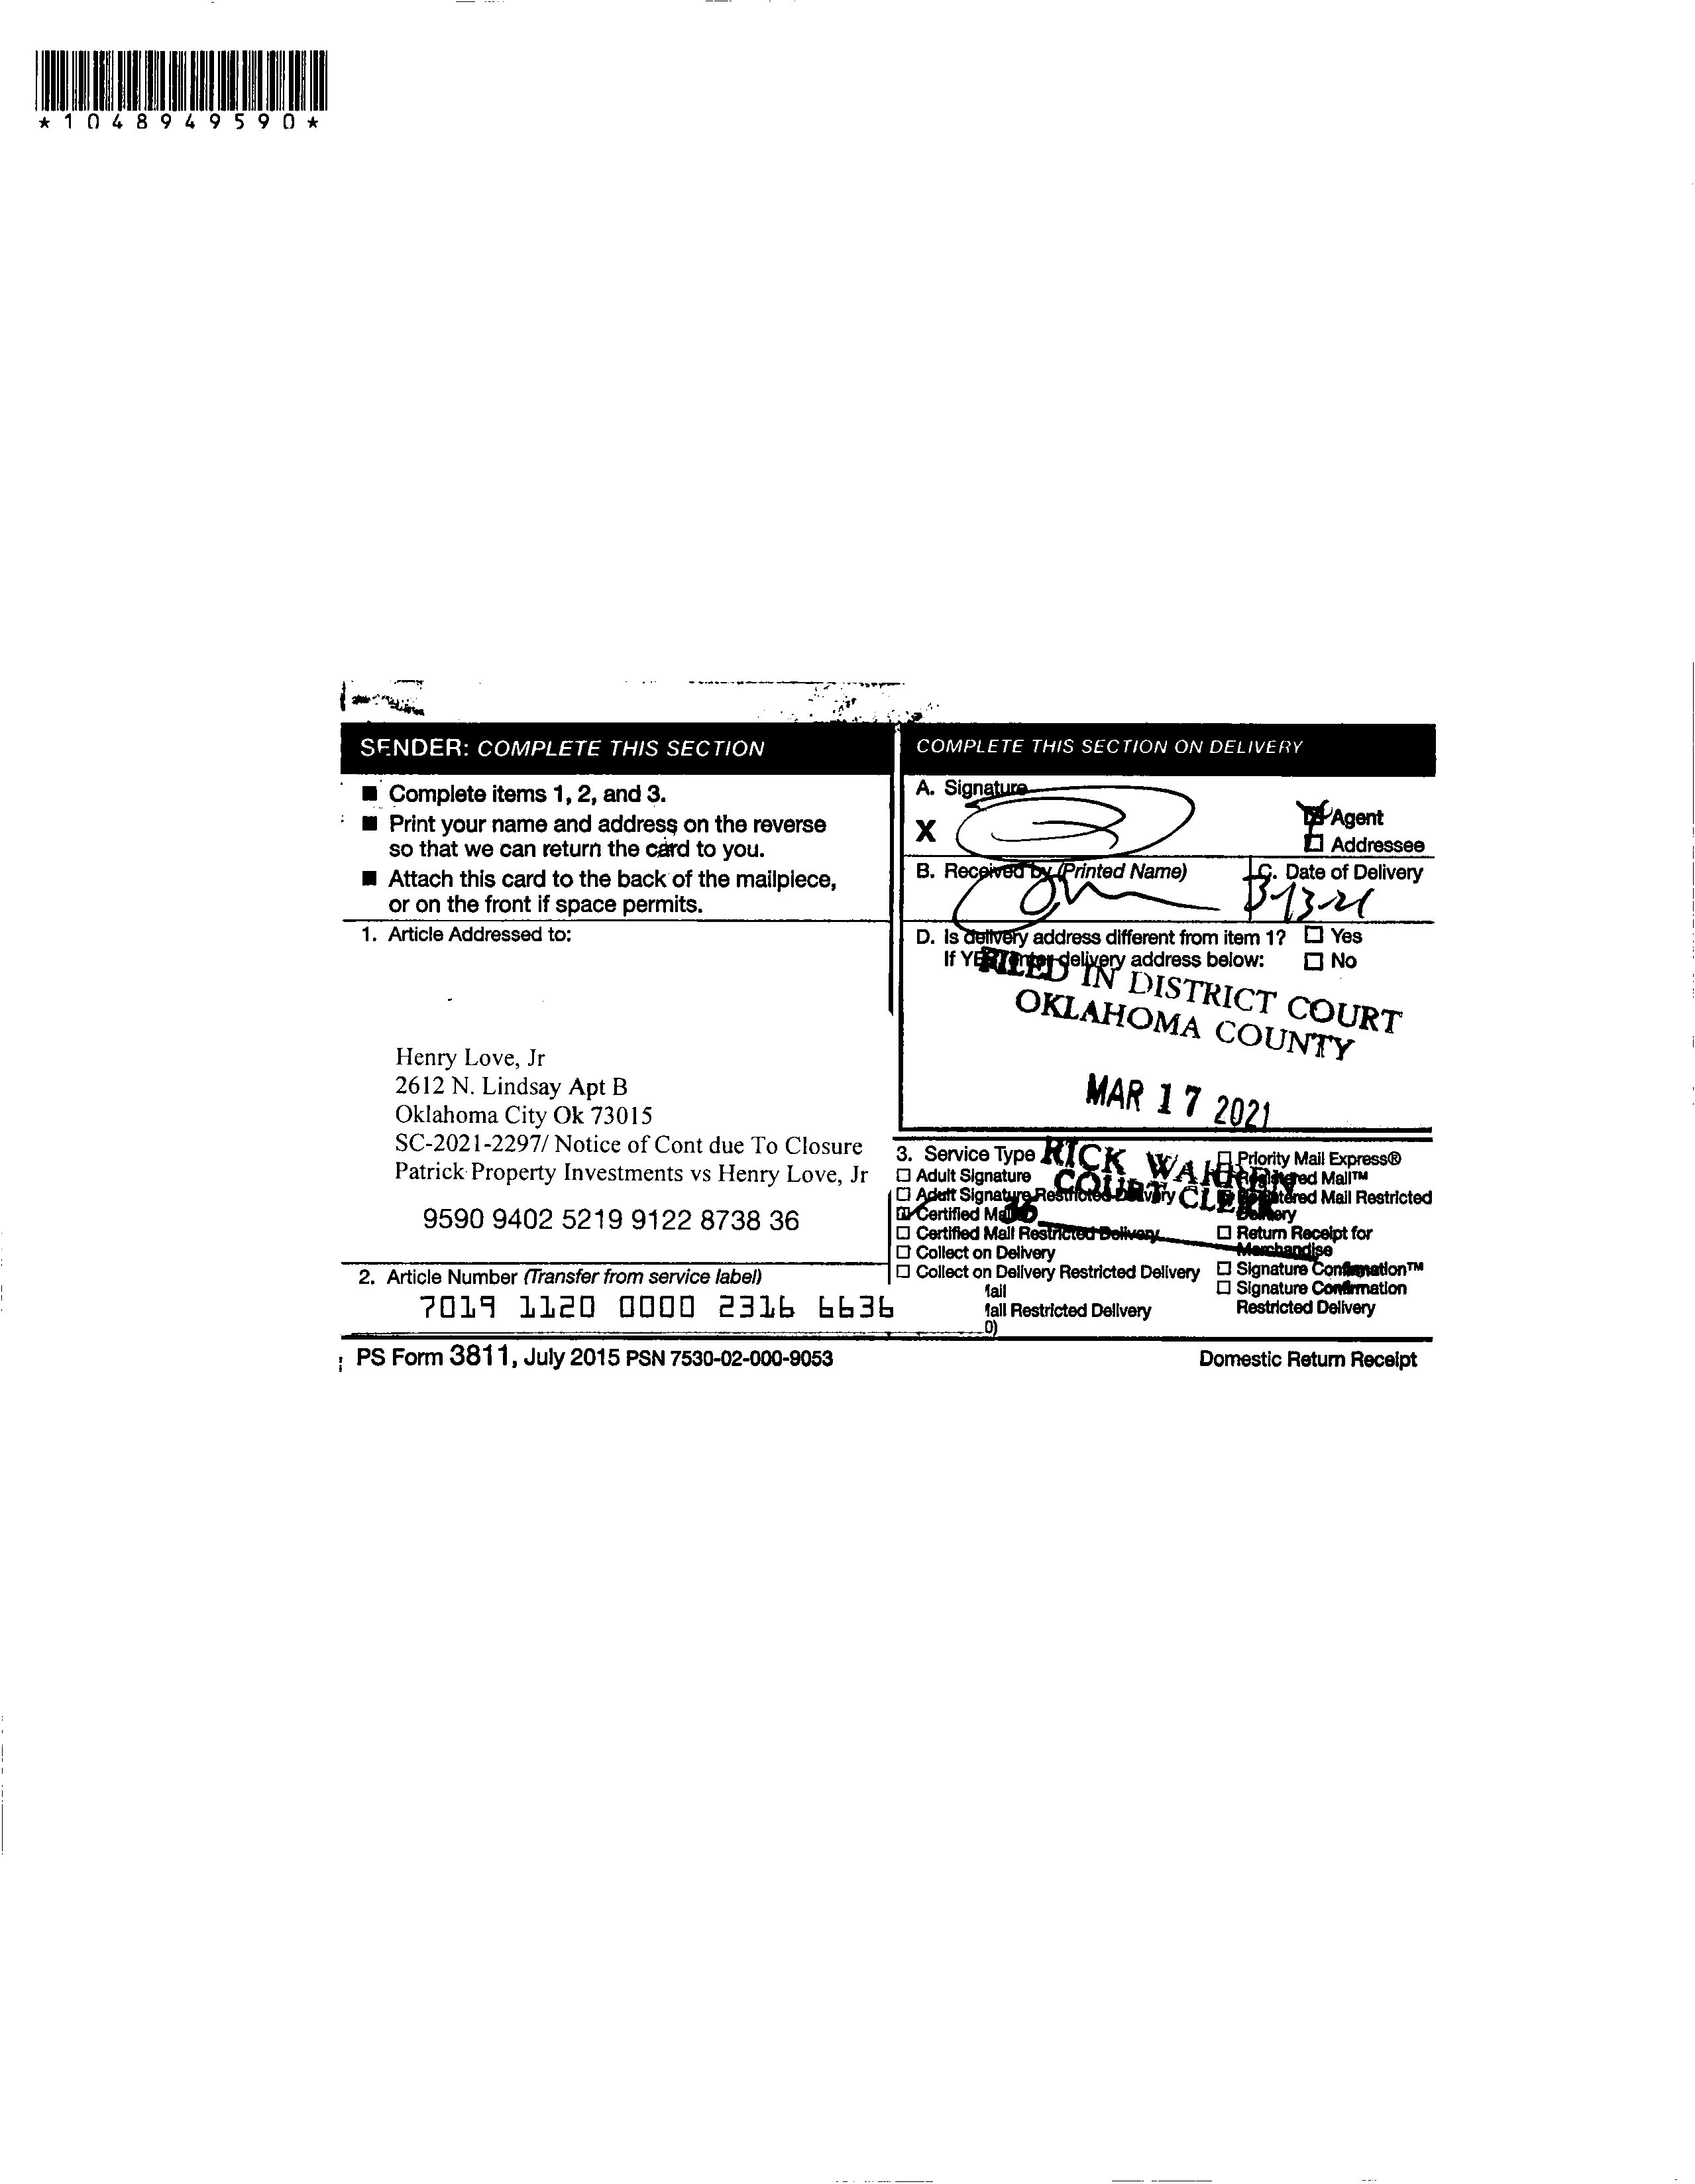 *1048949590*
SENDER: COMPLETE THIS SECTION
■ Complete items 1, 2, and 3.
■ Print your name and address on the reverse
so that we can return the card to you.
■ Attach this card to the back of the mailpiece,
or on the front if space permits.
1. Article Addressed to:
Henry Love, Jr
2612 N. Lindsay Apt B
Oklahoma City Ok 73015
SC-2021-2297/ Notice of Cont due To Closure
Patrick Property Investments vs Henry Love, Jr
9590 9402 5219 9122 8738 36
2. Article Number (Transfer from service label)
7019 1120 0000 2316 6636
COMPLETE THIS SECTION ON DELIVERY
A. Signature
X
Agent
Addressee
B. Received by (Printed Name)
C. Date of Delivery
3-13-21
D. Is delivery address different from item 1? Yes
If YES, enter delivery address below: No
FILED IN DISTRICT COURT
OKLAHOMA COUNTY
MAR 17 2021
RICK WARREN
COURT CLERK
36
3. Service Type
Adult Signature
Adult Signature Restricted Delivery
Certified Mail
Certified Mail Restricted Delivery
Collect on Delivery
Collect on Delivery Restricted Delivery
fail
fail Restricted Delivery
0)
Priority Mail Express®
Registered Mail™
Registered Mail Restricted
Delivery
Return Receipt for
Merchandise
Signature Confirmation™
Signature Confirmation
Restricted Delivery
PS Form 3811, July 2015 PSN 7530-02-000-9053
Domestic Return Receipt